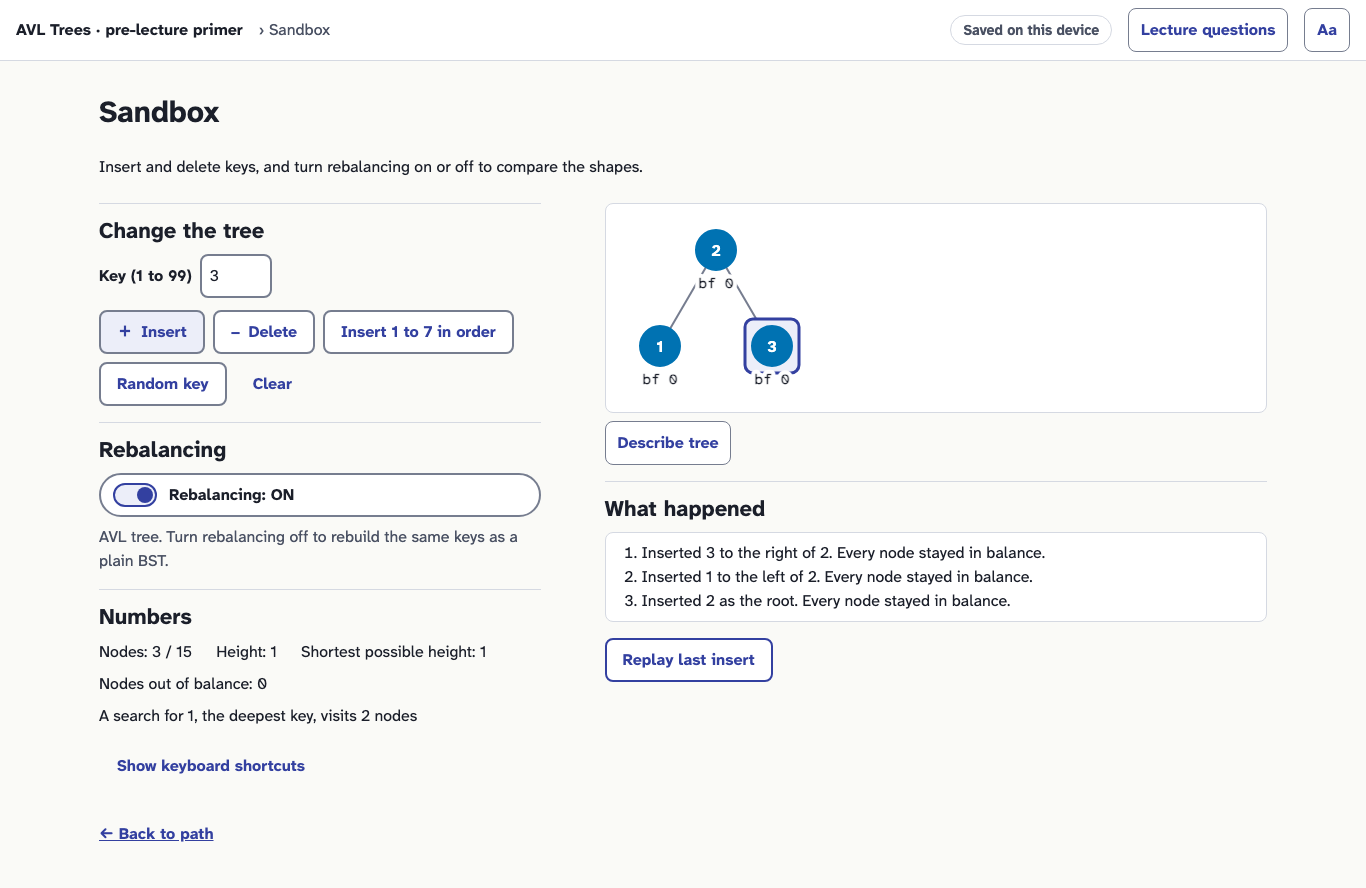 AVL Trees · pre-lecture primer › Sandbox
Saved on this device
Lecture questions
Aa
Sandbox
Insert and delete keys, and turn rebalancing on or off to compare the shapes.
Change the tree
Key (1 to 99) 3
+ Insert
– Delete
Insert 1 to 7 in order
Random key
Clear
Rebalancing
Rebalancing: ON
AVL tree. Turn rebalancing off to rebuild the same keys as a
plain BST.
Numbers
Nodes: 3 / 15 Height: 1 Shortest possible height: 1
Nodes out of balance: 0
A search for 1, the deepest key, visits 2 nodes
Show keyboard shortcuts
← Back to path
2
bf 0
1
3
bf 0
bf 0
Describe tree
What happened
1. Inserted 3 to the right of 2. Every node stayed in balance.
2. Inserted 1 to the left of 2. Every node stayed in balance.
3. Inserted 2 as the root. Every node stayed in balance.
Replay last insert